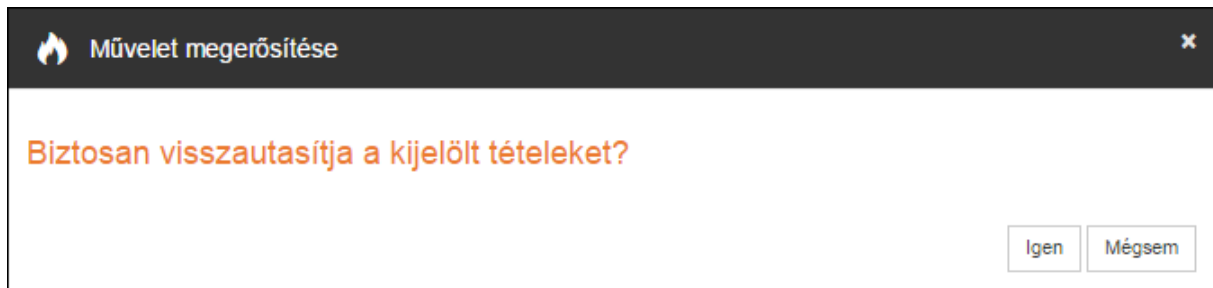 Művelet megerősítése
Biztosan visszautasítja a kijelölt tételeket?
Igen Mégsem